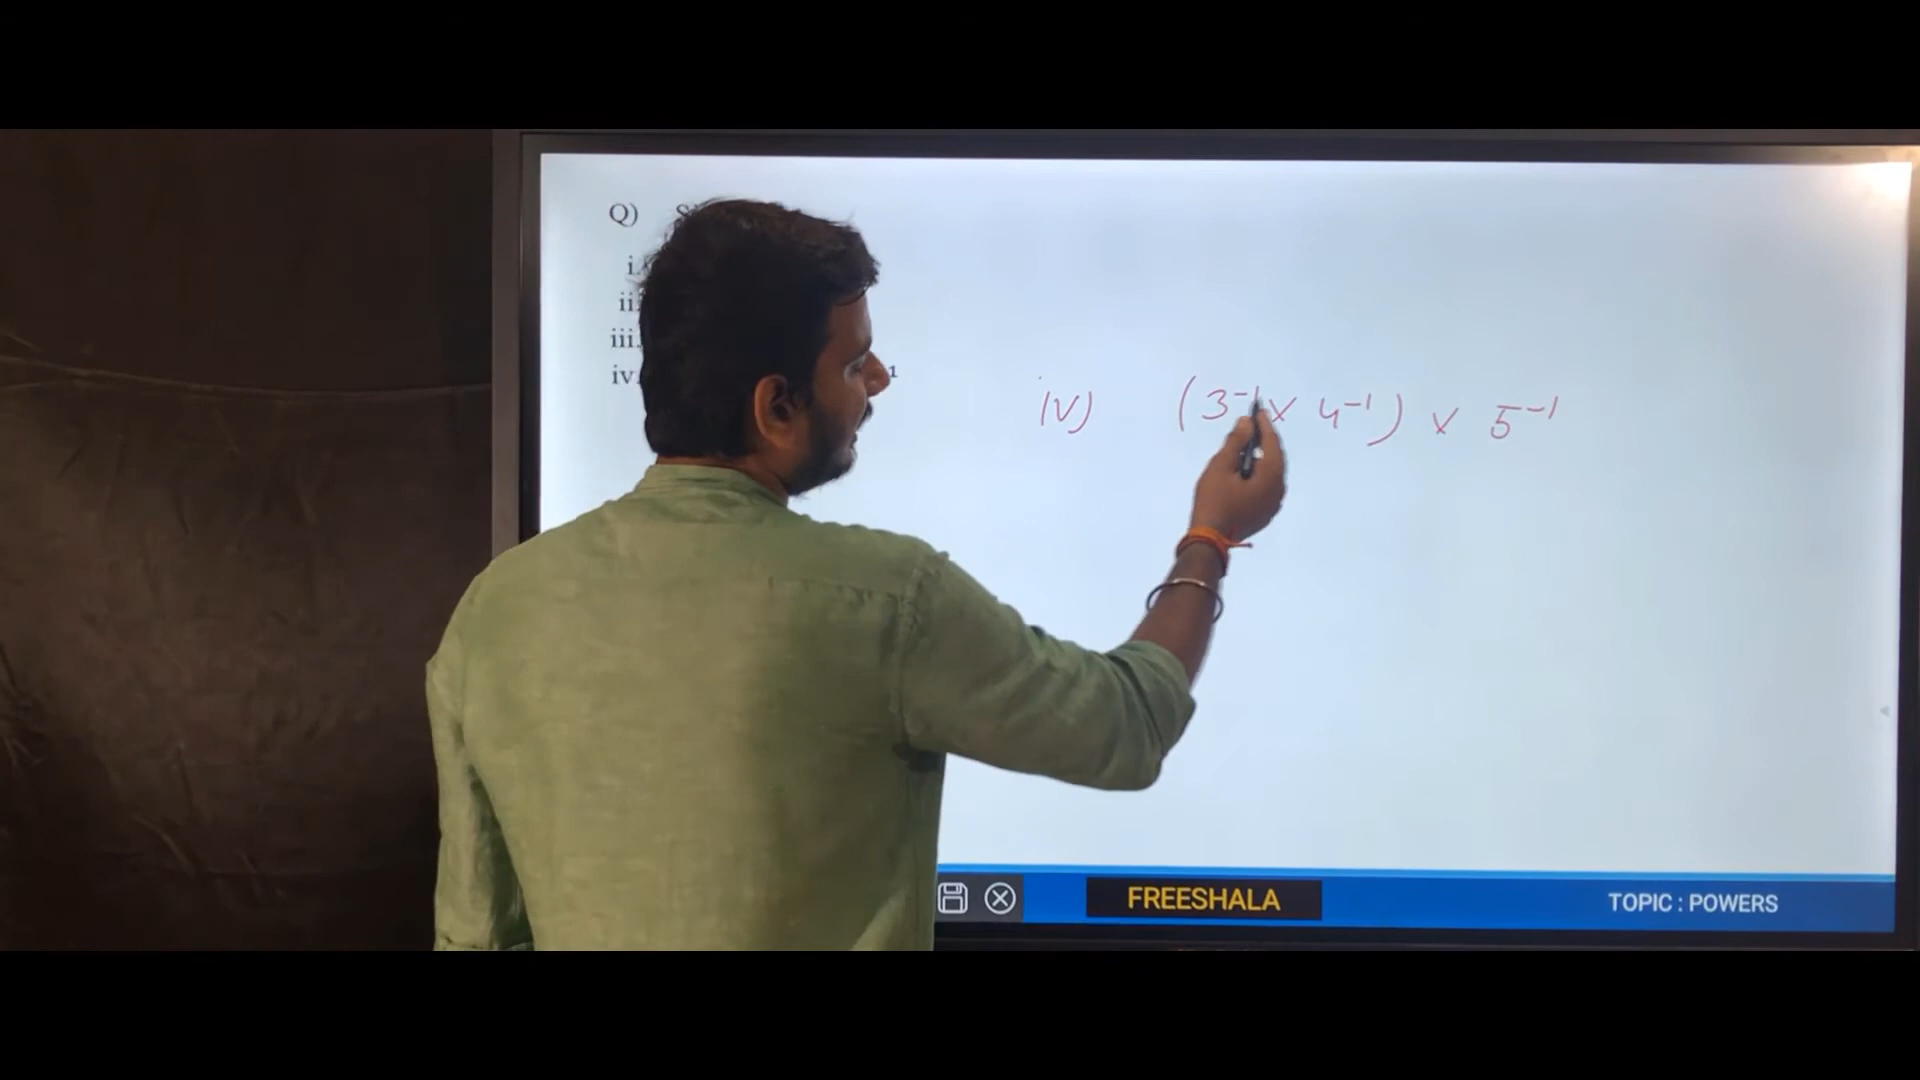 Q)
i.
ii.
iii.
iv.
iv) (3⁻¹ × 4⁻¹) × 5⁻¹
FREESHALA
TOPIC : POWERS